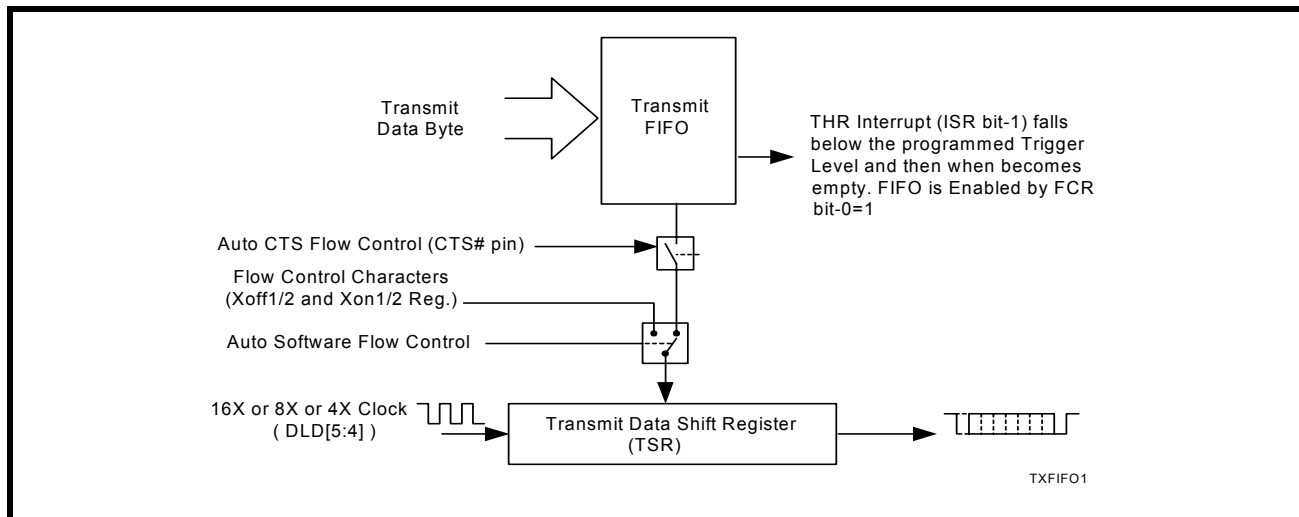 Transmit
Data Byte
Transmit
FIFO
THR Interrupt (ISR bit-1) falls
below the programmed Trigger
Level and then when becomes
empty. FIFO is Enabled by FCR
bit-0=1
Auto CTS Flow Control (CTS# pin)
Flow Control Characters
(Xoff1/2 and Xon1/2 Reg.)
Auto Software Flow Control
16X or 8X or 4X Clock
( DLD[5:4] )
Transmit Data Shift Register
(TSR)
TXFIFO1